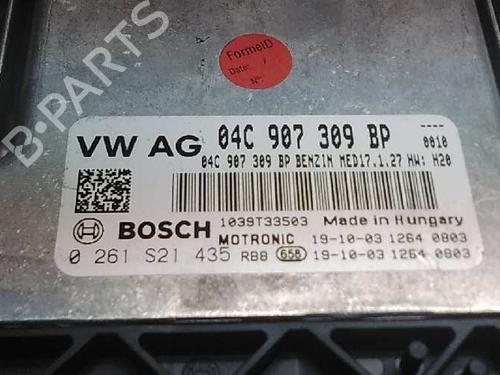 B-PARTS
FormelD
Date: /
N°:
VW AG 04C 907 309 BP 0010
04C 907 309 BP BENZIN MED17.1.27 HW: H20
BOSCH 1039T33503 Made in Hungary
MOTRONIC 19-10-03 1264 0803
0 261 S21 435 RB8 658 19-10-03 1264 0803